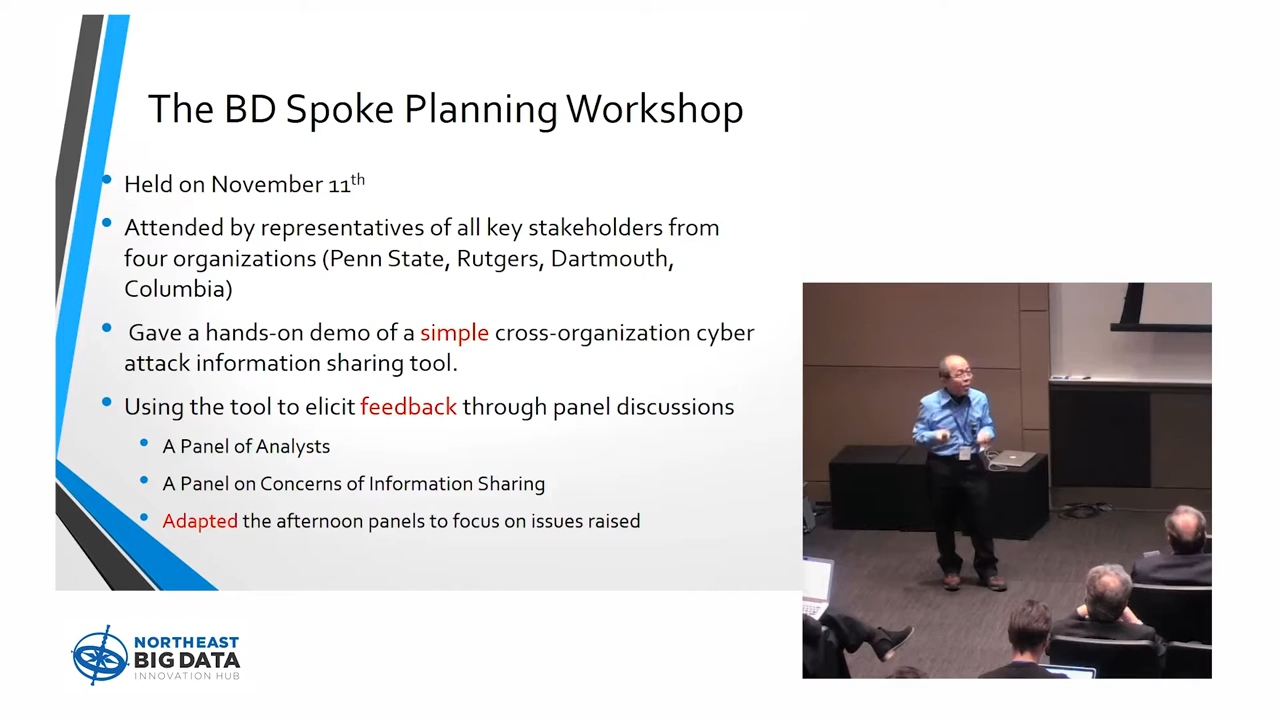 The BD Spoke Planning Workshop
• Held on November 11th
• Attended by representatives of all key stakeholders from
four organizations (Penn State, Rutgers, Dartmouth,
Columbia)
• Gave a hands-on demo of a simple cross-organization cyber
attack information sharing tool.
• Using the tool to elicit feedback through panel discussions
• A Panel of Analysts
• A Panel on Concerns of Information Sharing
• Adapted the afternoon panels to focus on issues raised
NORTHEAST
BIG DATA
INNOVATION HUB